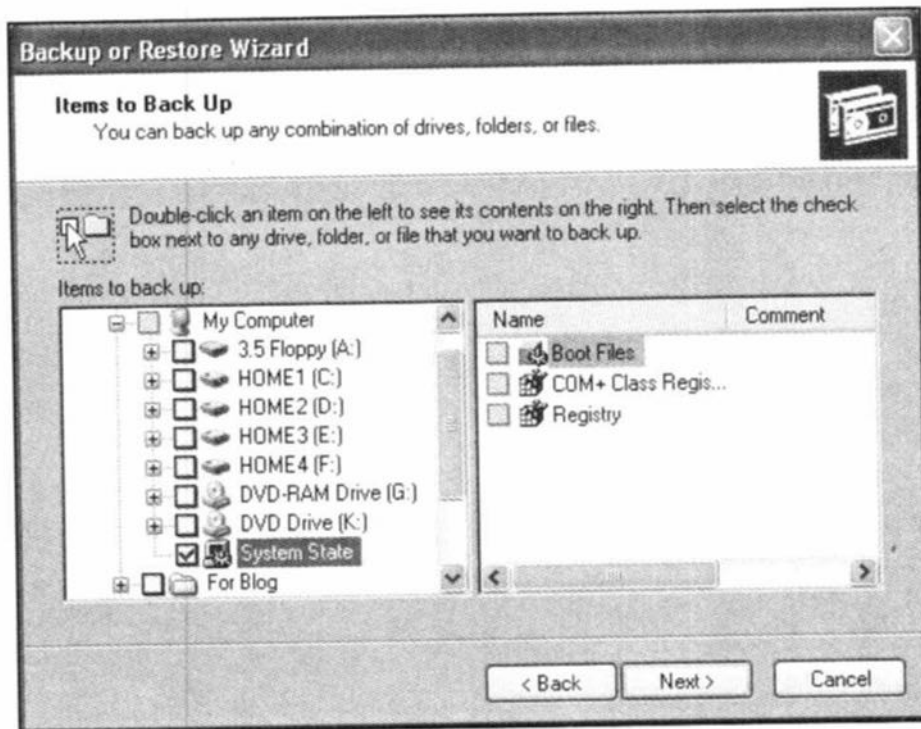 Backup or Restore Wizard
Items to Back Up
You can back up any combination of drives, folders, or files.
Double-click an item on the left to see its contents on the right. Then select the check
box next to any drive, folder, or file that you want to back up.
Items to back up:
My Computer
3.5 Floppy (A:)
HOME1 (C:)
HOME2 (D:)
HOME3 (E:)
HOME4 (F:)
DVD-RAM Drive (G:)
DVD Drive (K:)
System State
For Blog
Name Comment
Boot Files
COM+ Class Regis...
Registry
< Back Next > Cancel